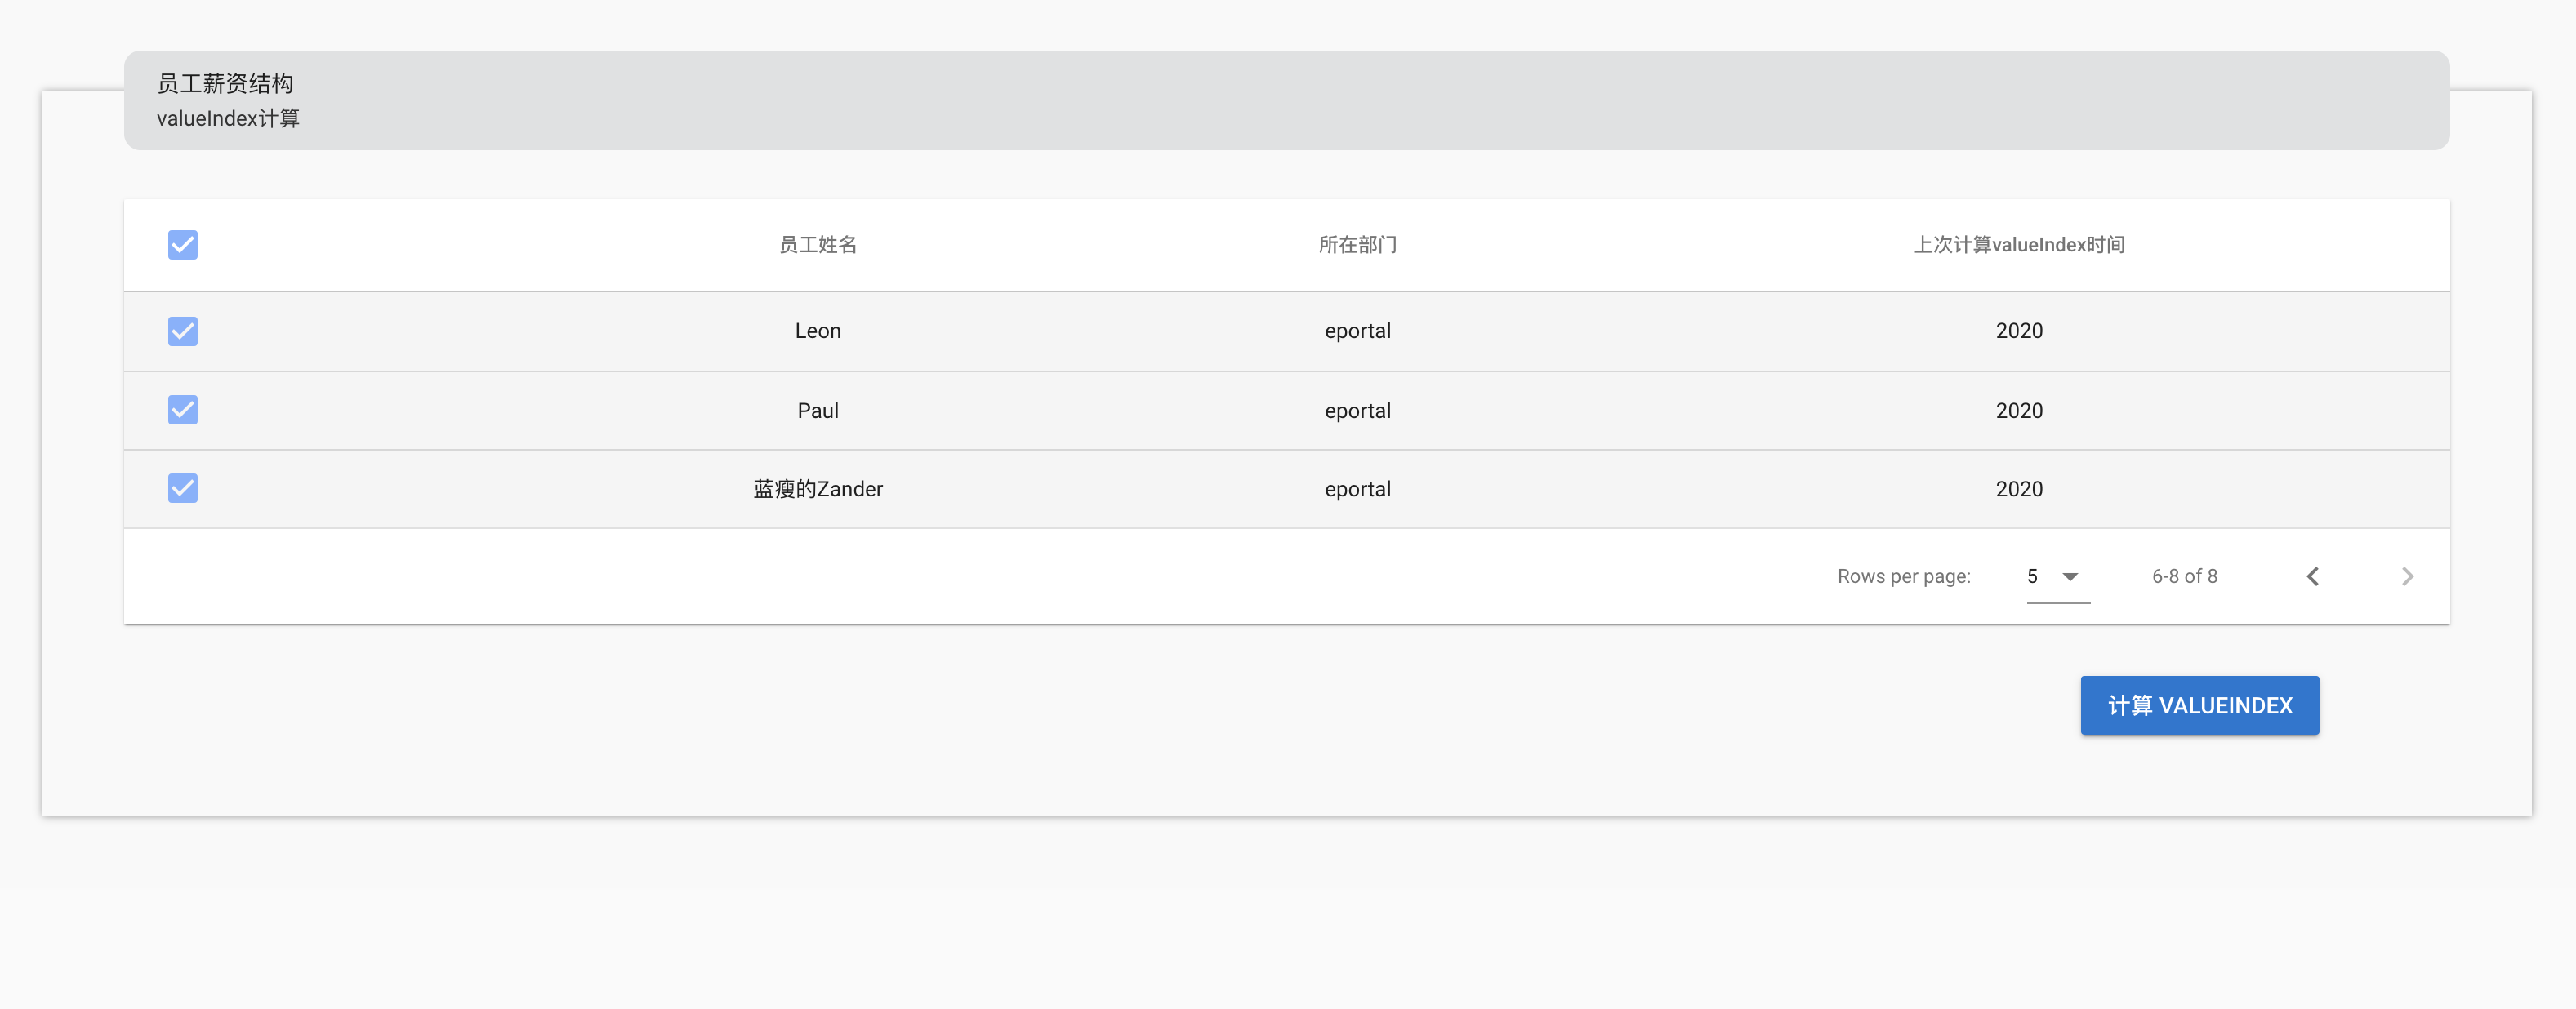 员工薪资结构
valueIndex计算
员工姓名 所在部门 上次计算valueIndex时间
Leon eportal 2020
Paul eportal 2020
蓝瘦的Zander eportal 2020
Rows per page: 5 6-8 of 8
计算 VALUEINDEX